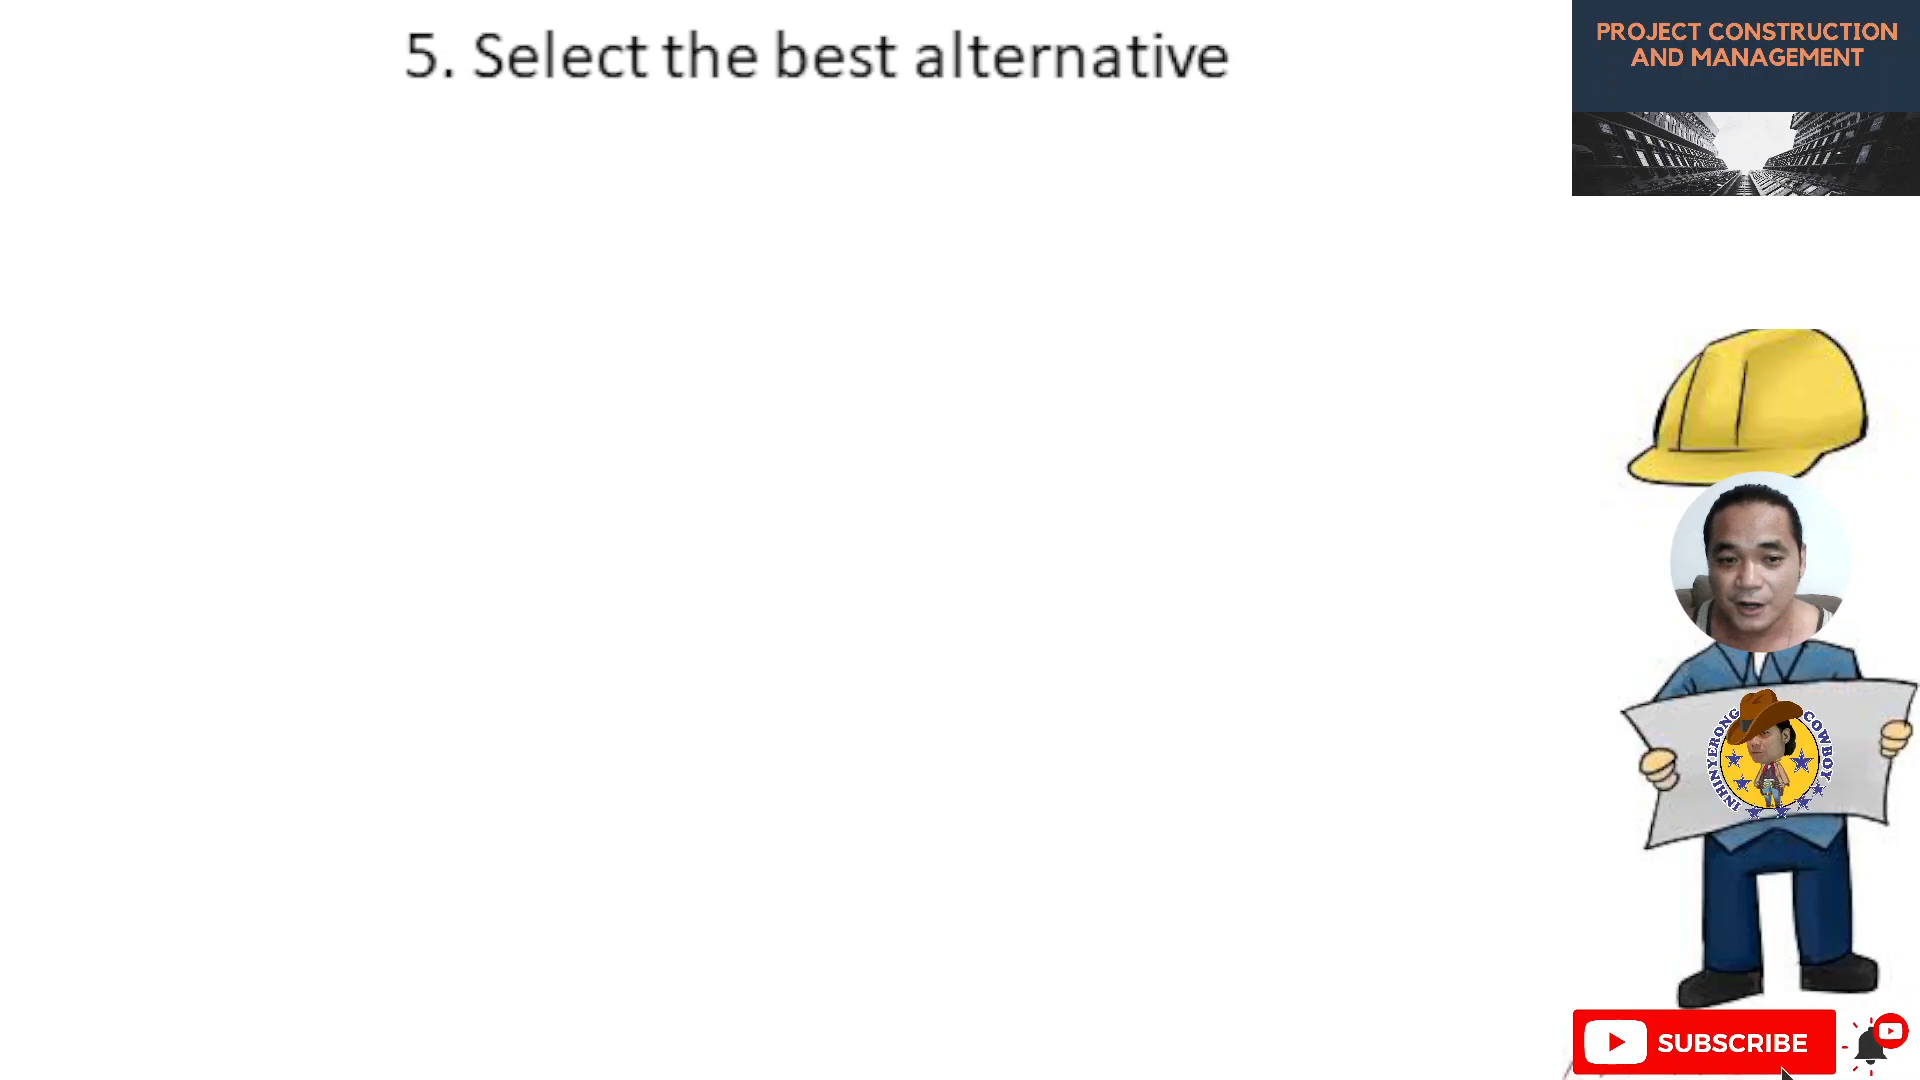 5. Select the best alternative
PROJECT CONSTRUCTION
AND MANAGEMENT
INHINYERONG COWBOY
SUBSCRIBE